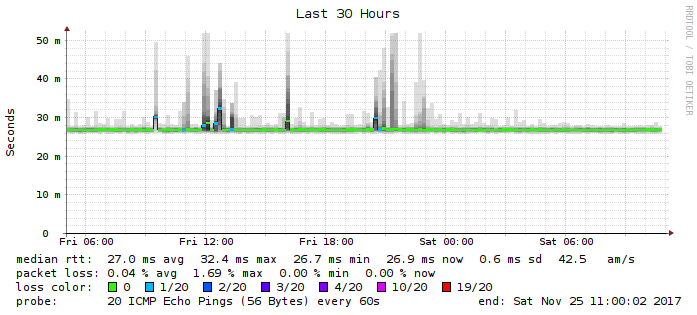 Last 30 Hours
RRDTOOL / TOBI OETIKER
Seconds
50 m
40 m
30 m
20 m
10 m
0
Fri 06:00 Fri 12:00 Fri 18:00 Sat 00:00 Sat 06:00
median rtt: 27.0 ms avg 32.4 ms max 26.7 ms min 26.9 ms now 0.6 ms sd 42.5 am/s
packet loss: 0.04 % avg 1.69 % max 0.00 % min 0.00 % now
loss color: 0 1/20 2/20 3/20 4/20 10/20 19/20
probe: 20 ICMP Echo Pings (56 Bytes) every 60s end: Sat Nov 25 11:00:02 2017